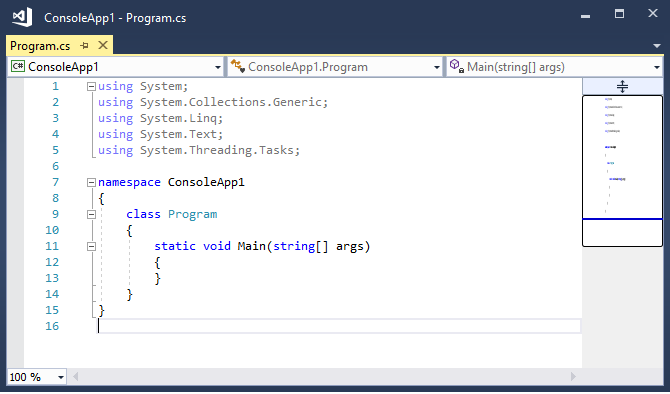 ConsoleApp1 - Program.cs
Program.cs
C# ConsoleApp1 ConsoleApp1.Program Main(string[] args)
1 using System;
2 using System.Collections.Generic;
3 using System.Linq;
4 using System.Text;
5 using System.Threading.Tasks;
6
7 namespace ConsoleApp1
8 {
9 class Program
10 {
11 static void Main(string[] args)
12 {
13 }
14 }
15 }
16
100 %